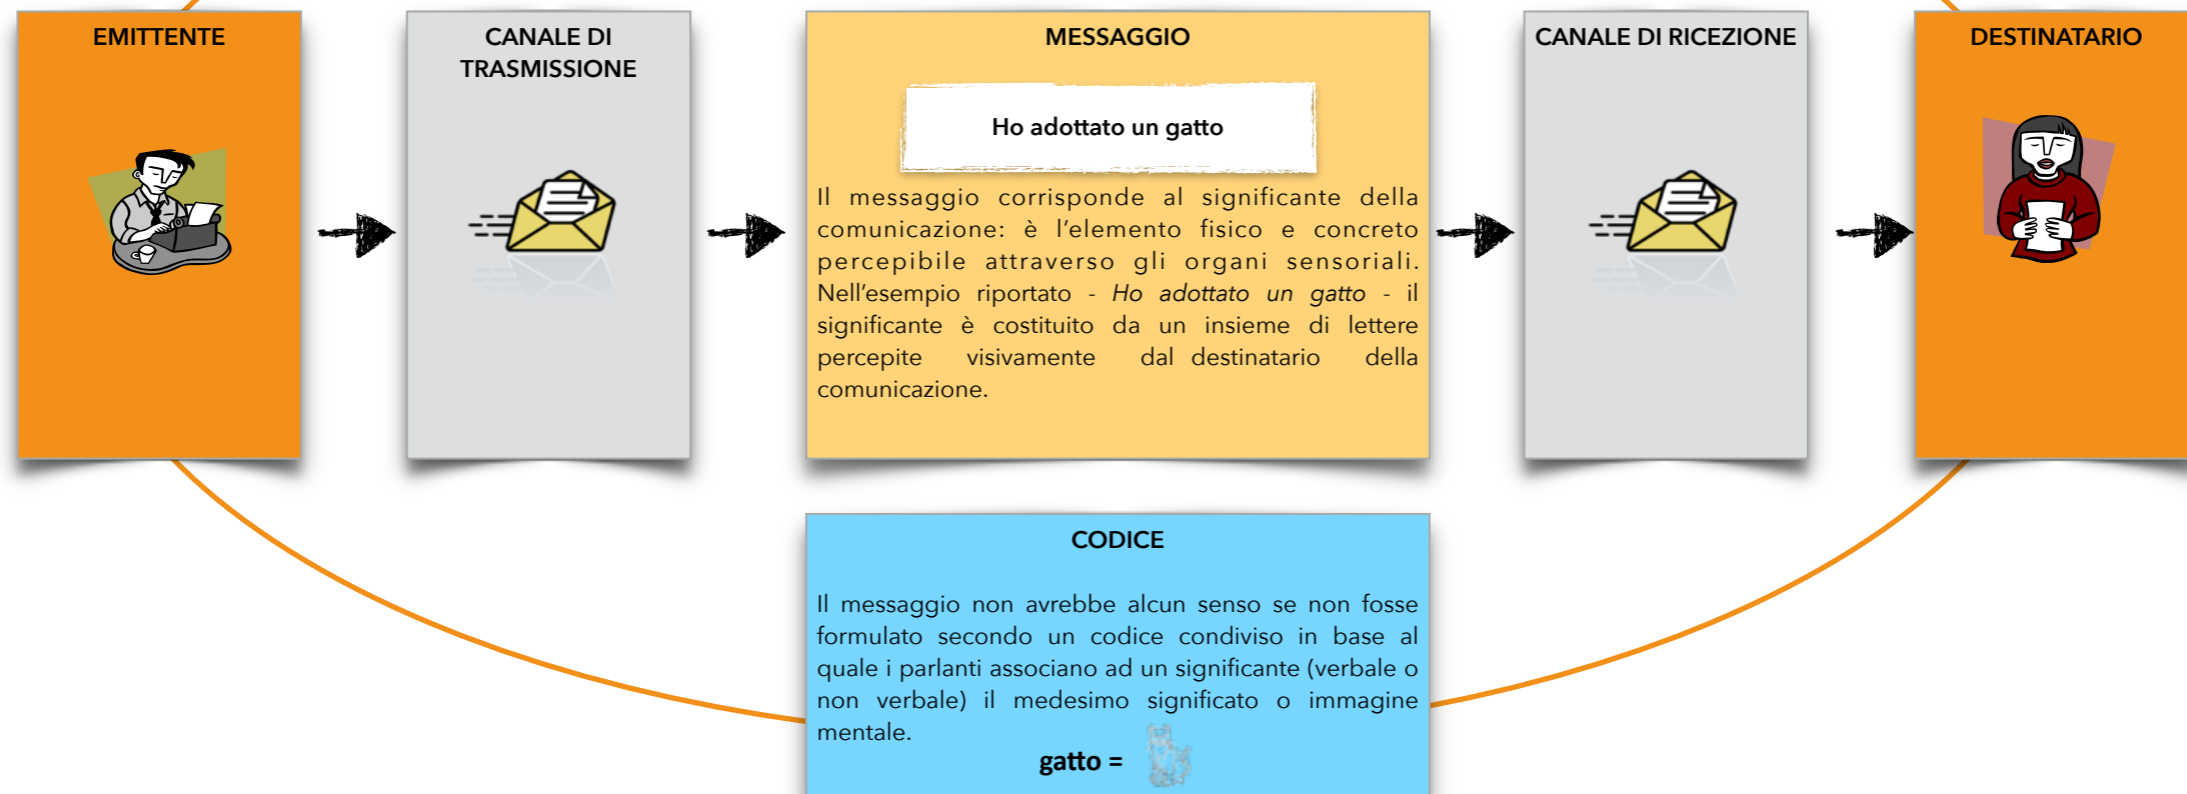 EMITTENTE
CANALE DI
TRASMISSIONE
MESSAGGIO
Ho adottato un gatto
Il messaggio corrisponde al significante della
comunicazione: è l'elemento fisico e concreto
percepibile attraverso gli organi sensoriali.
Nell'esempio riportato - Ho adottato un gatto - il
significante è costituito da un insieme di lettere
percepite visivamente dal destinatario della
comunicazione.
CANALE DI RICEZIONE
DESTINATARIO
CODICE
Il messaggio non avrebbe alcun senso se non fosse
formulato secondo un codice condiviso in base al
quale i parlanti associano ad un significante (verbale o
non verbale) il medesimo significato o immagine
mentale.
gatto =